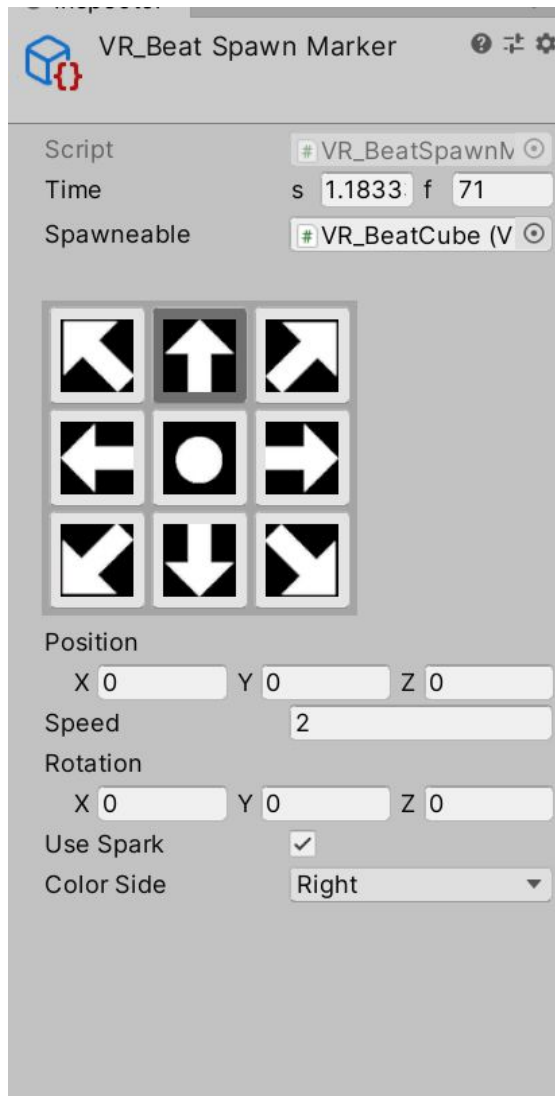 Inspector
VR_Beat Spawn Marker
Script # VR_BeatSpawnM
Time s 1.1833 f 71
Spawneable # VR_BeatCube (V
Position
X 0 Y 0 Z 0
Speed 2
Rotation
X 0 Y 0 Z 0
Use Spark
Color Side Right